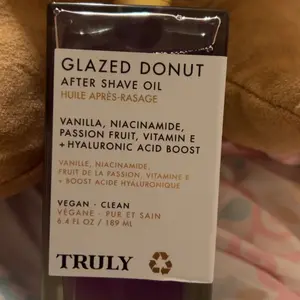 GLAZED DONUT
AFTER SHAVE OIL
HUILE APRÈS-RASAGE
VANILLA, NIACINAMIDE,
PASSION FRUIT, VITAMIN E
+ HYALURONIC ACID BOOST
VANILLE, NIACINAMIDE,
FRUIT DE LA PASSION, VITAMINE E
+ BOOST ACIDE HYALURONIQUE
VEGAN · CLEAN
VÉGANE · PUR ET SAIN
6.4 FL OZ / 189 ML
TRULY